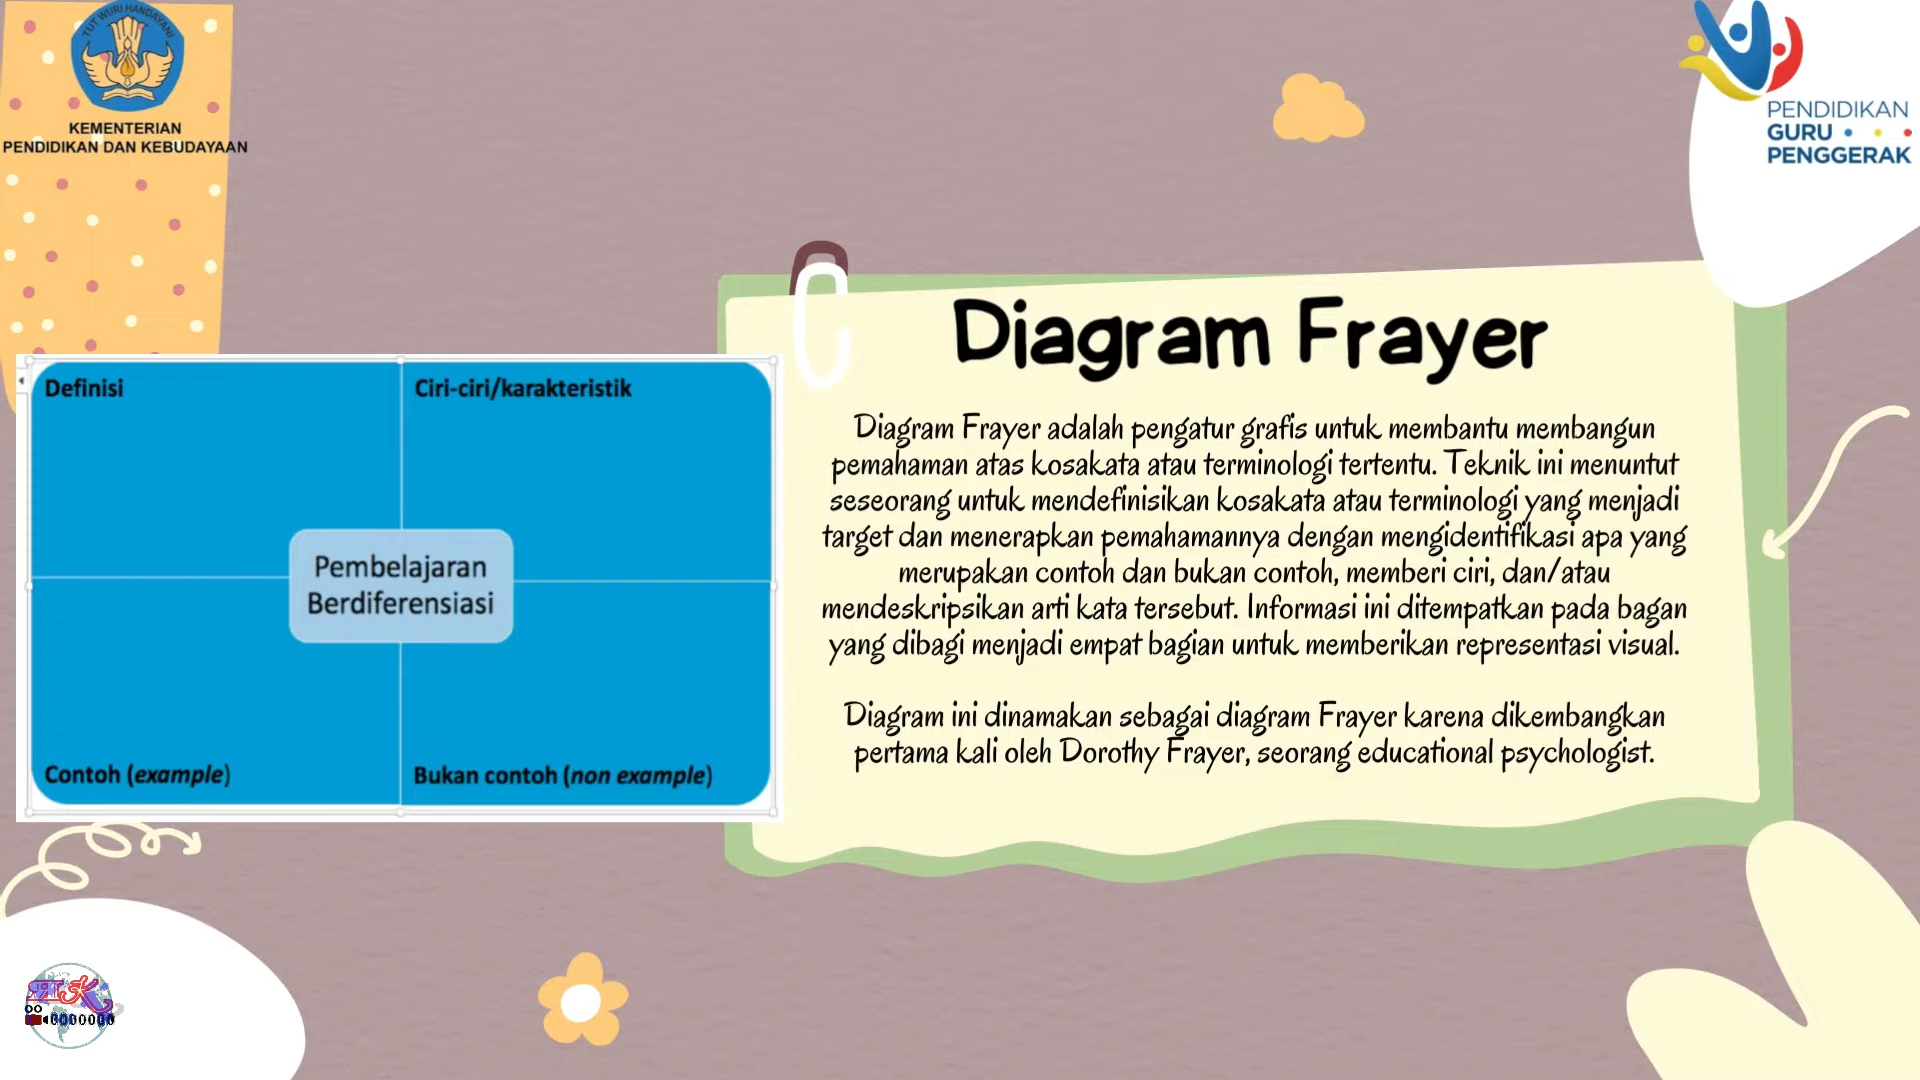 TUT WURI HANDAYANI
KEMENTERIAN
PENDIDIKAN DAN KEBUDAYAAN
PENDIDIKAN
GURU
PENGGERAK
Definisi
Ciri-ciri/karakteristik
Pembelajaran
Berdiferensiasi
Contoh (example)
Bukan contoh (non example)
Diagram Frayer
Diagram Frayer adalah pengatur grafis untuk membantu membangun
pemahaman atas kosakata atau terminologi tertentu. Teknik ini menuntut
seseorang untuk mendefinisikan kosakata atau terminologi yang menjadi
target dan menerapkan pemahamannya dengan mengidentifikasi apa yang
merupakan contoh dan bukan contoh, memberi ciri, dan/atau
mendeskripsikan arti kata tersebut. Informasi ini ditempatkan pada bagan
yang dibagi menjadi empat bagian untuk memberikan representasi visual.
Diagram ini dinamakan sebagai diagram Frayer karena dikembangkan
pertama kali oleh Dorothy Frayer, seorang educational psychologist.